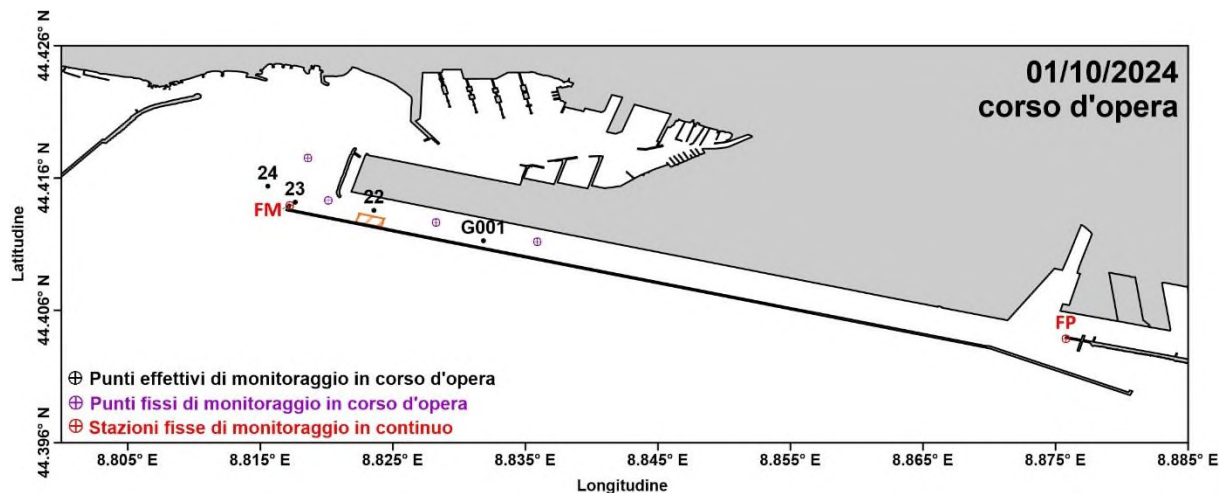 01/10/2024
corso d'opera
44.426° N
44.416° N
44.406° N
44.396° N
Latitudine
24
23
FM
22
G001
FP
Punti effettivi di monitoraggio in corso d'opera
Punti fissi di monitoraggio in corso d'opera
Stazioni fisse di monitoraggio in continuo
8.805° E 8.815° E 8.825° E 8.835° E 8.845° E 8.855° E 8.865° E 8.875° E 8.885° E
Longitudine